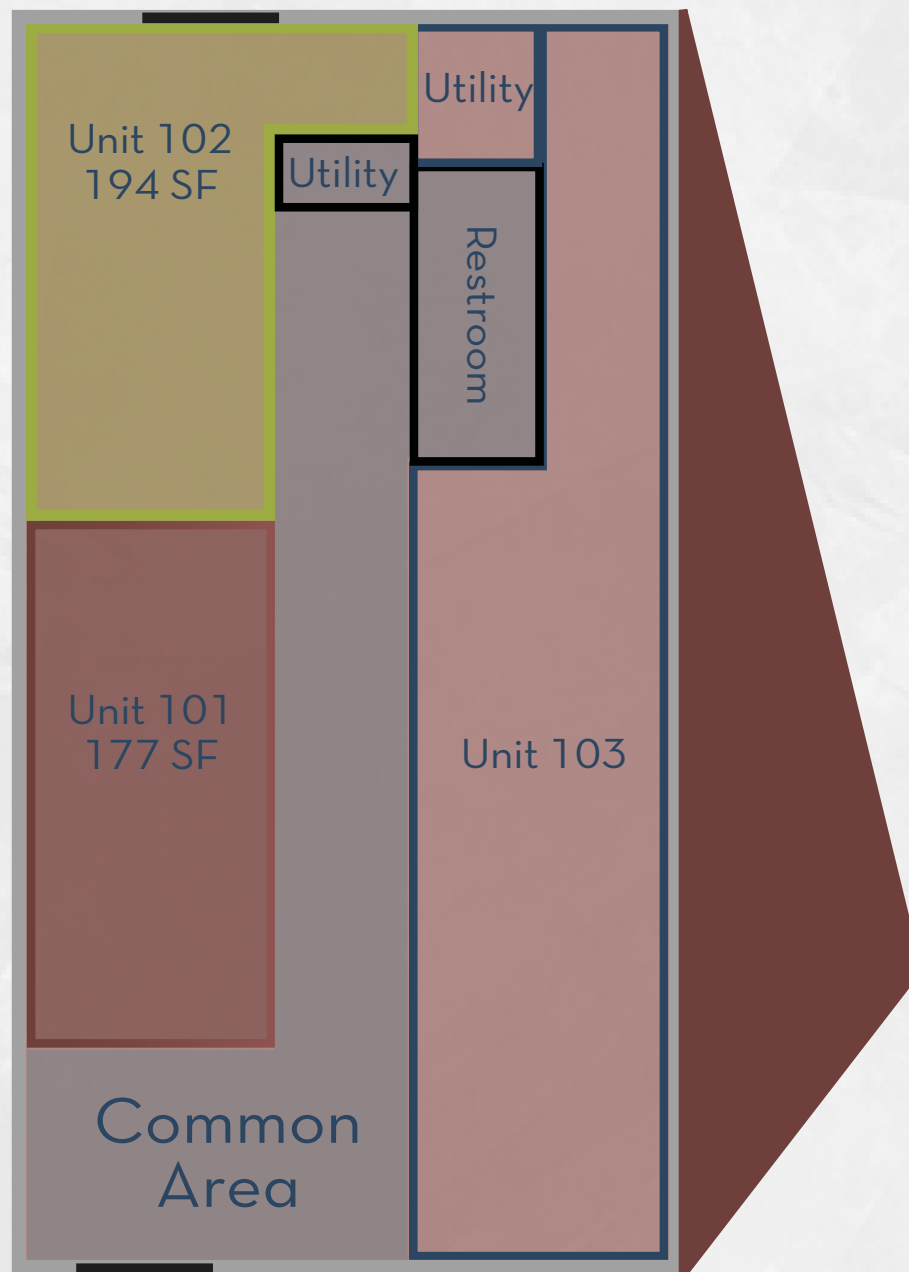 Utility
Unit 102
194 SF
Utility
Restroom
Unit 101
177 SF
Unit 103
Common
Area